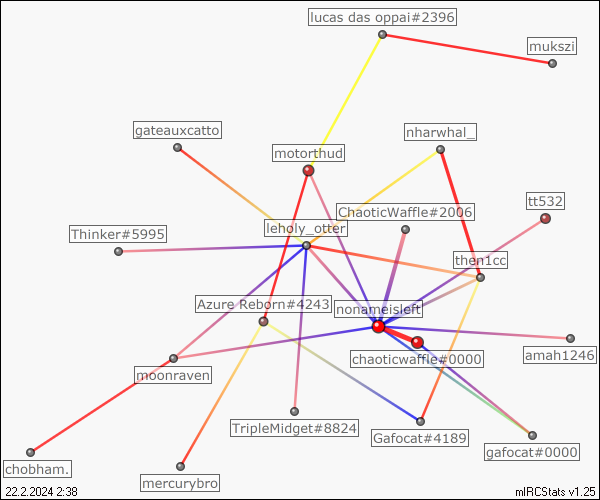 lucas das oppai#2396
mukszi
gateauxcatto
nharwhal_
motorthud
tt532
ChaoticWaffle#2006
Thinker#5995
leholy_otter
then1cc
Azure Reborn#4243
nonameisleft
chaoticwaffle#0000
amah1246
moonraven
TripleMidget#8824
Gafocat#4189
gafocat#0000
chobham.
mercurybro
22.2.2024 2:38
mIRCStats v1.25